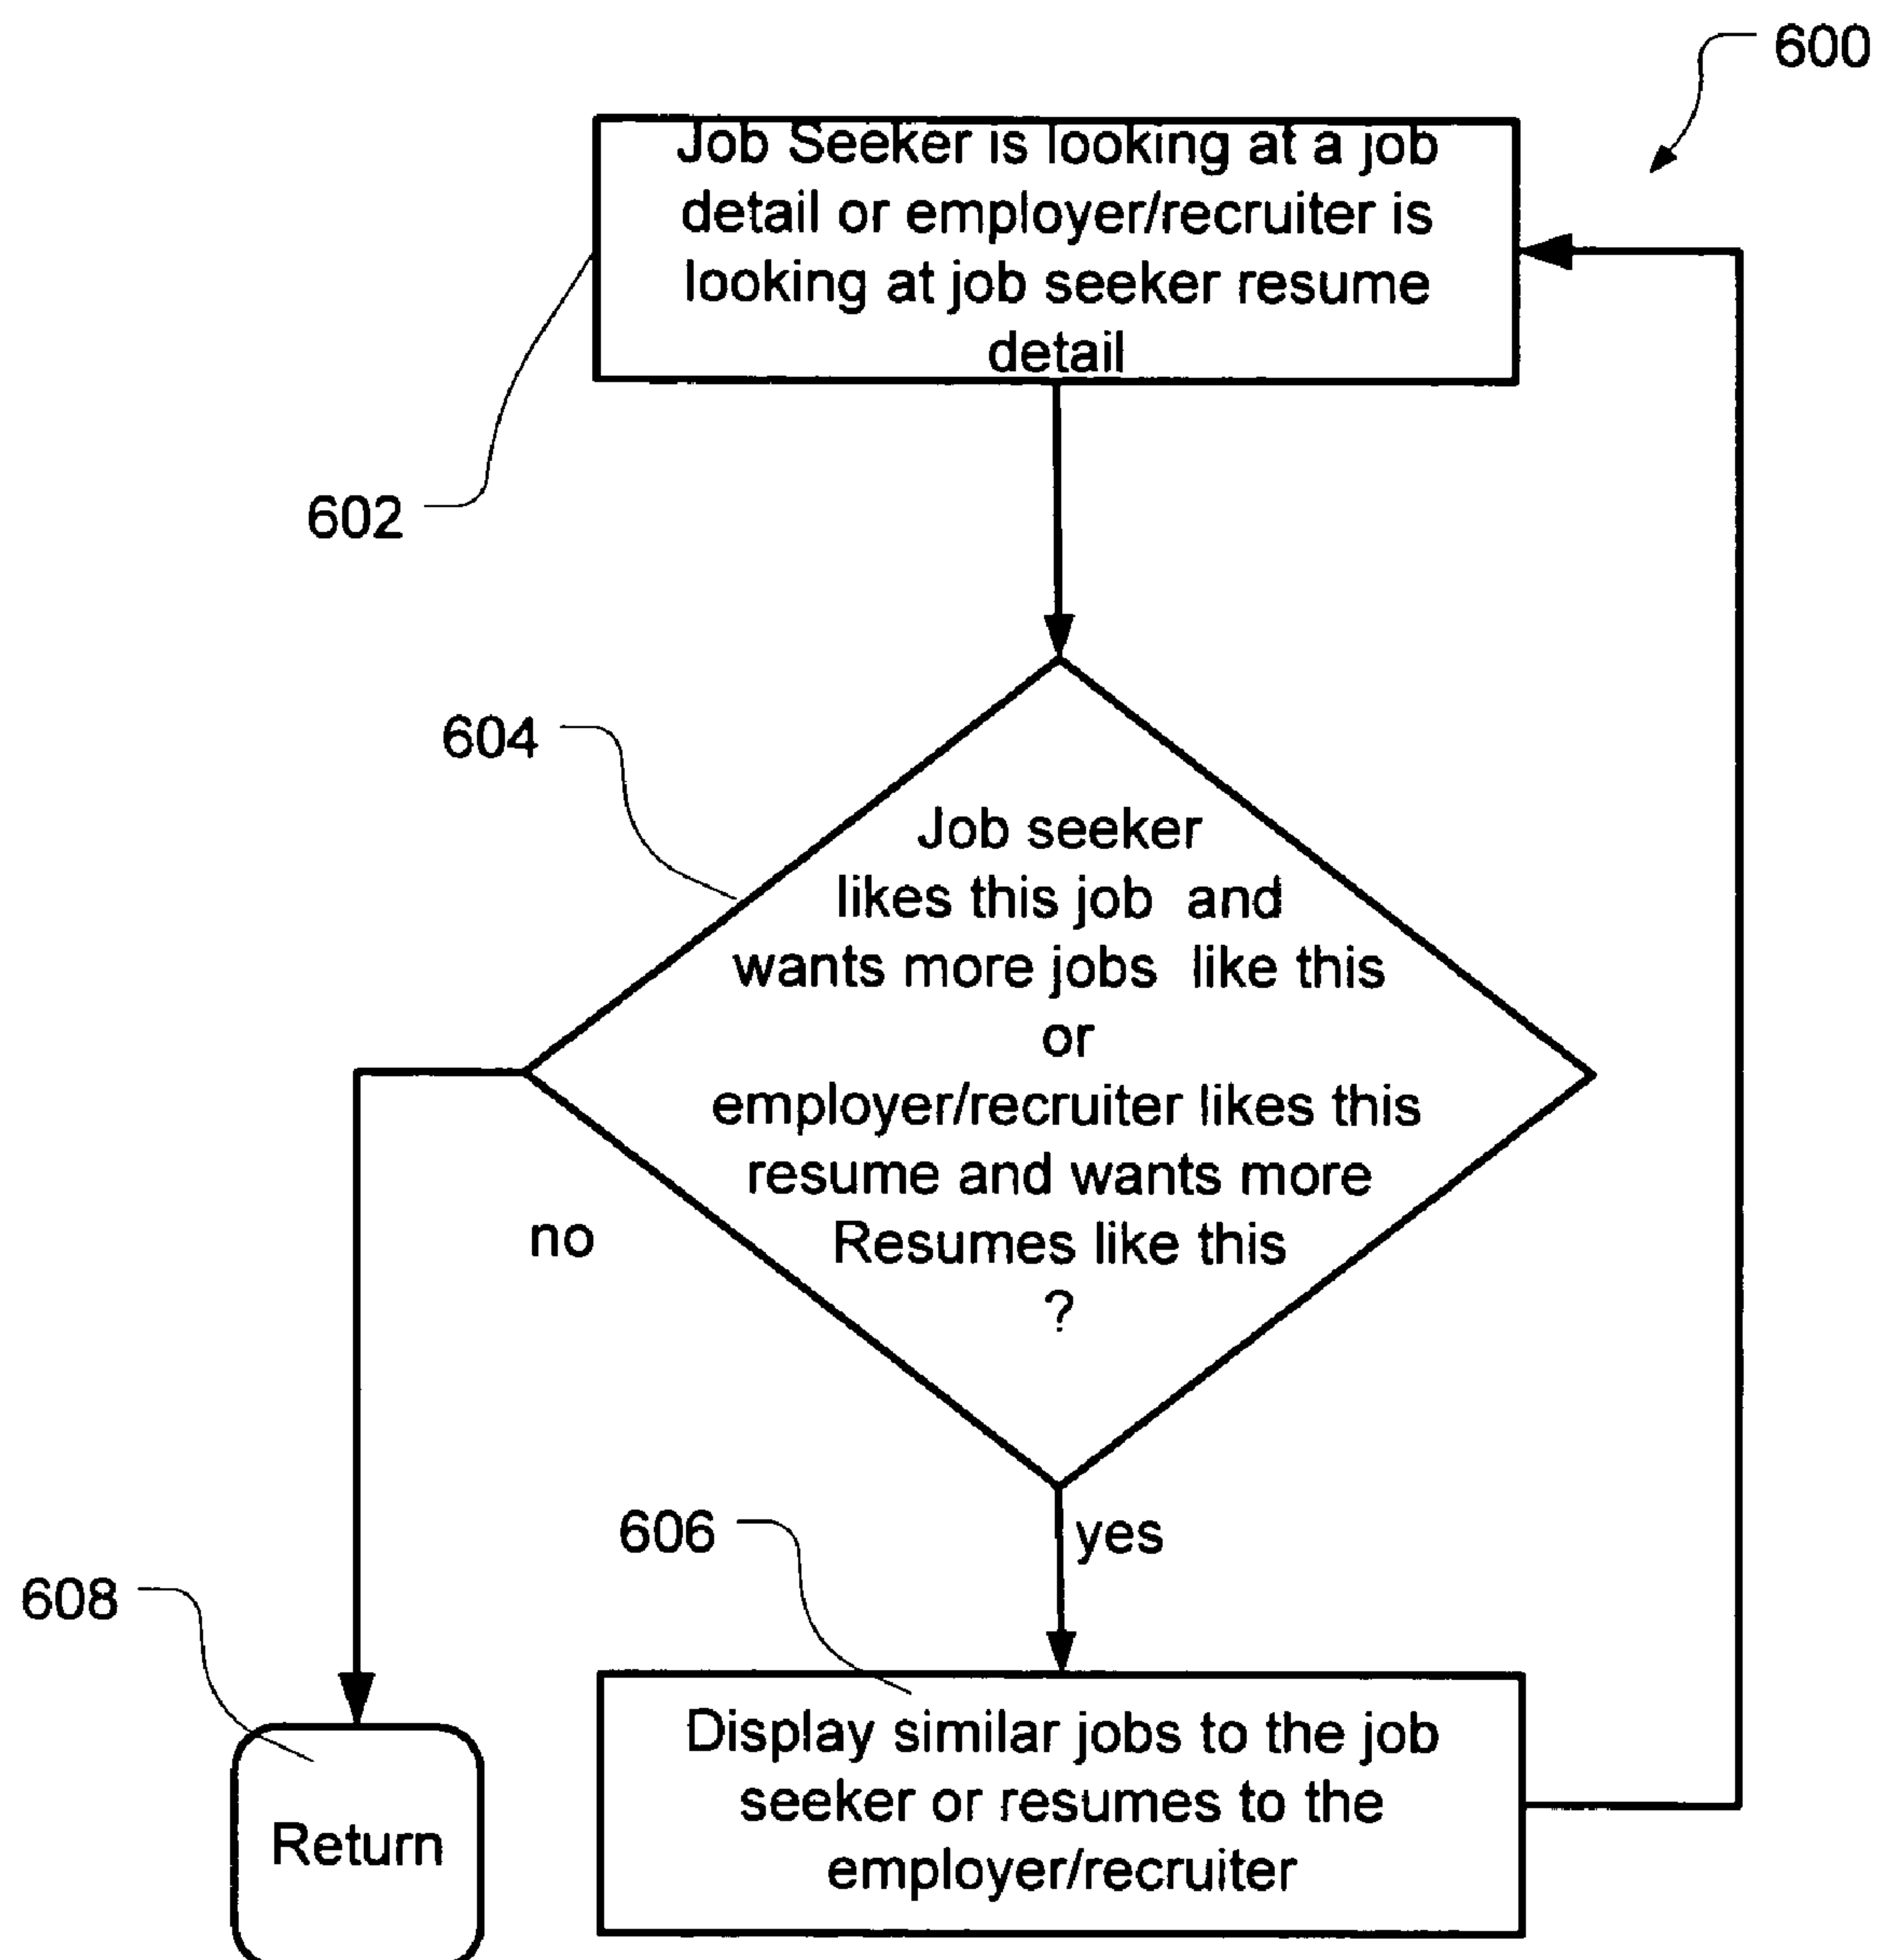 600
Job Seeker is looking at a job
detail or employer/recruiter is
looking at job seeker resume
detail
602
604
Job seeker
likes this job and
wants more jobs like this
or
employer/recruiter likes this
resume and wants more
Resumes like this
?
no
yes
606
608
Display similar jobs to the job
seeker or resumes to the
employer/recruiter
Return